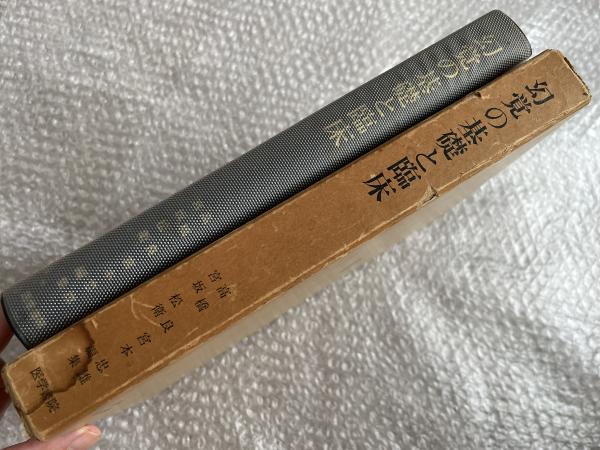 幻覚の基礎と臨床
幻覚の基礎と臨床
高橋 良
宮本忠雄
宮坂松衛
編集
医学書院